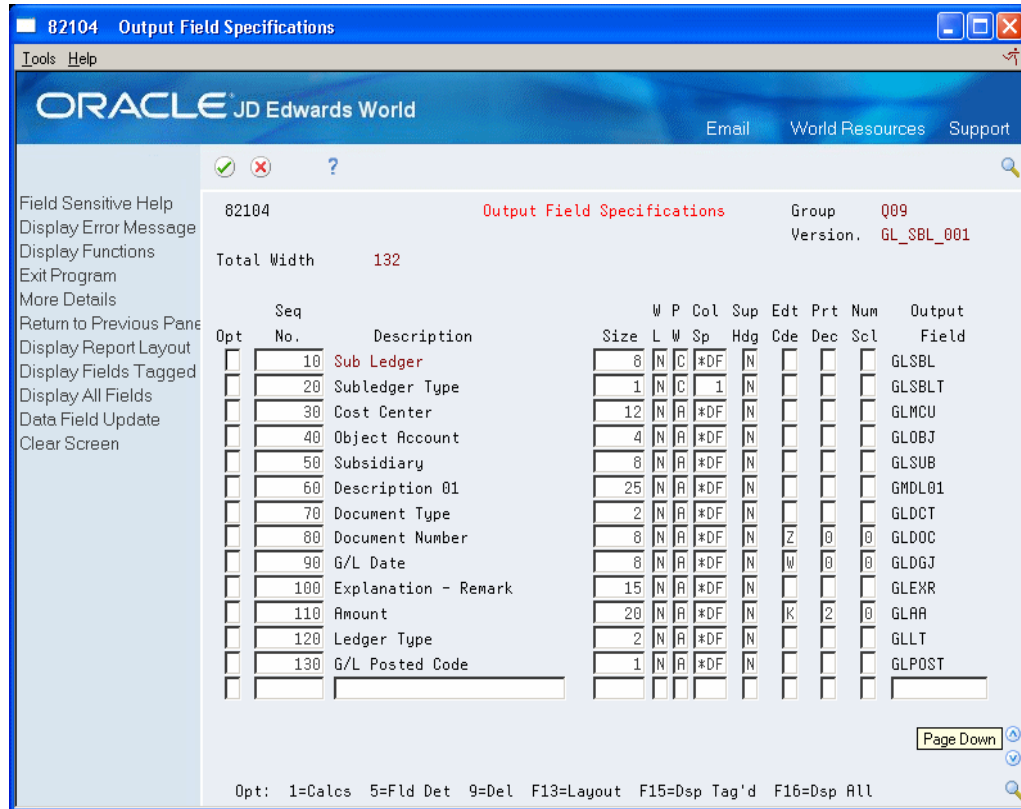 82104 Output Field Specifications
Tools Help
ORACLE JD Edwards World
Email World Resources Support
?
Field Sensitive Help
Display Error Message
Display Functions
Exit Program
More Details
Return to Previous Pane
Display Report Layout
Display Fields Tagged
Display All Fields
Data Field Update
Clear Screen
82104 Output Field Specifications Group Q09
Version. GL_SBL_001
Total Width 132
Seq W P Col Sup Edt Prt Num Output
Opt No. Description Size L W Sp Hdg Cde Dec Scl Field
10 Sub Ledger 8 N C *DF N GLSBL
20 Subledger Type 1 N C 1 N GLSBLT
30 Cost Center 12 N A *DF N GLMCU
40 Object Account 4 N A *DF N GLOBJ
50 Subsidiary 8 N A *DF N GLSUB
60 Description 01 25 N A *DF N GMDL01
70 Document Type 2 N A *DF N GLDCT
80 Document Number 8 N A *DF N Z 0 0 GLDOC
90 G/L Date 8 N A *DF N W 0 0 GLDGJ
100 Explanation - Remark 15 N A *DF N GLEXR
110 Amount 20 N A *DF N K 2 0 GLAA
120 Ledger Type 2 N A *DF N GLLT
130 G/L Posted Code 1 N A *DF N GLPOST
Page Down
Opt: 1=Calcs 5=Fld Det 9=Del F13=Layout F15=Dsp Tag'd F16=Dsp All